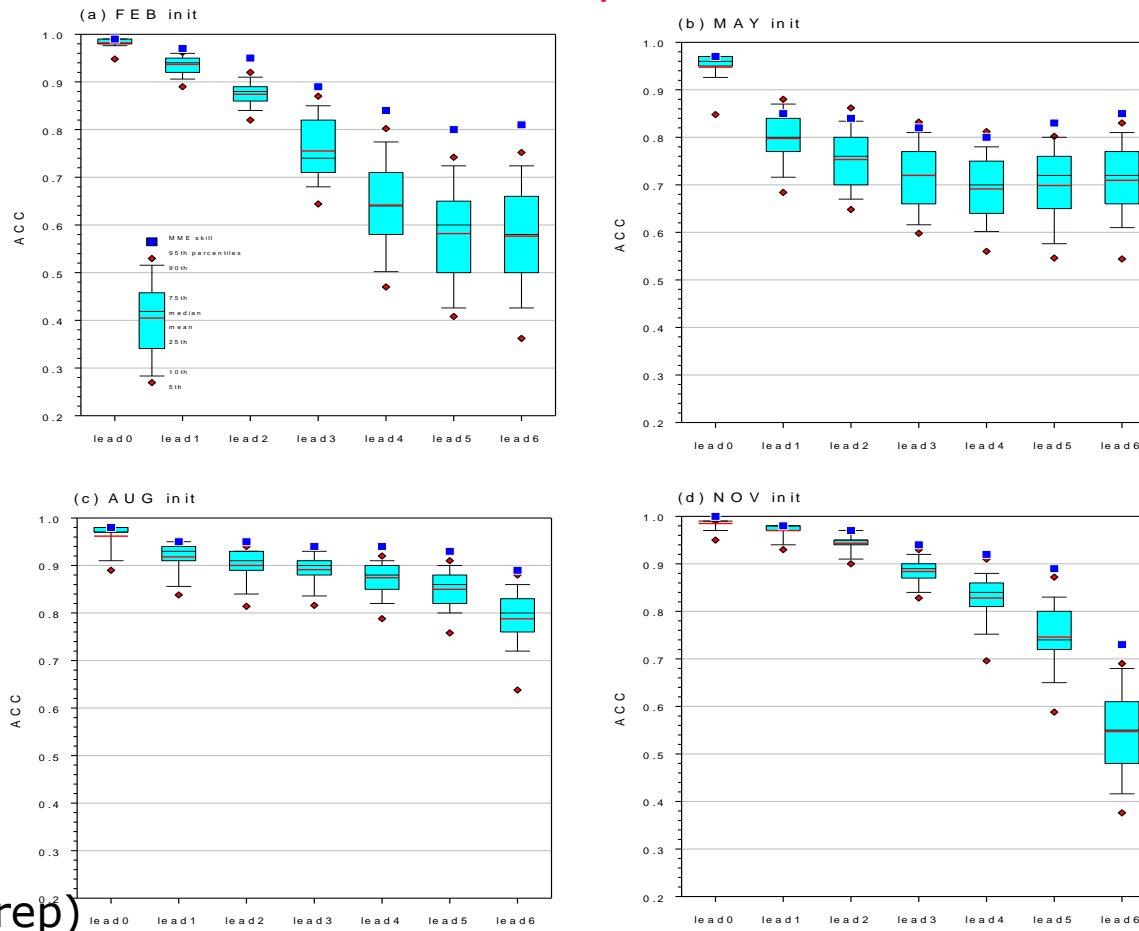 (a) FEB init
1.0
0.9
0.8
0.7
0.6
0.5
0.4
0.3
0.2
ACC
MME skill
95th percentiles
90th
75th
median
mean
25th
10th
5th
lead0 lead1 lead2 lead3 lead4 lead5 lead6
(b) MAY init
1.0
0.9
0.8
0.7
0.6
0.5
0.4
0.3
0.2
ACC
lead0 lead1 lead2 lead3 lead4 lead5 lead6
(c) AUG init
1.0
0.9
0.8
0.7
0.6
0.5
0.4
0.3
0.2
ACC
lead0 lead1 lead2 lead3 lead4 lead5 lead6
(d) NOV init
1.0
0.9
0.8
0.7
0.6
0.5
0.4
0.3
0.2
ACC
lead0 lead1 lead2 lead3 lead4 lead5 lead6
rep)